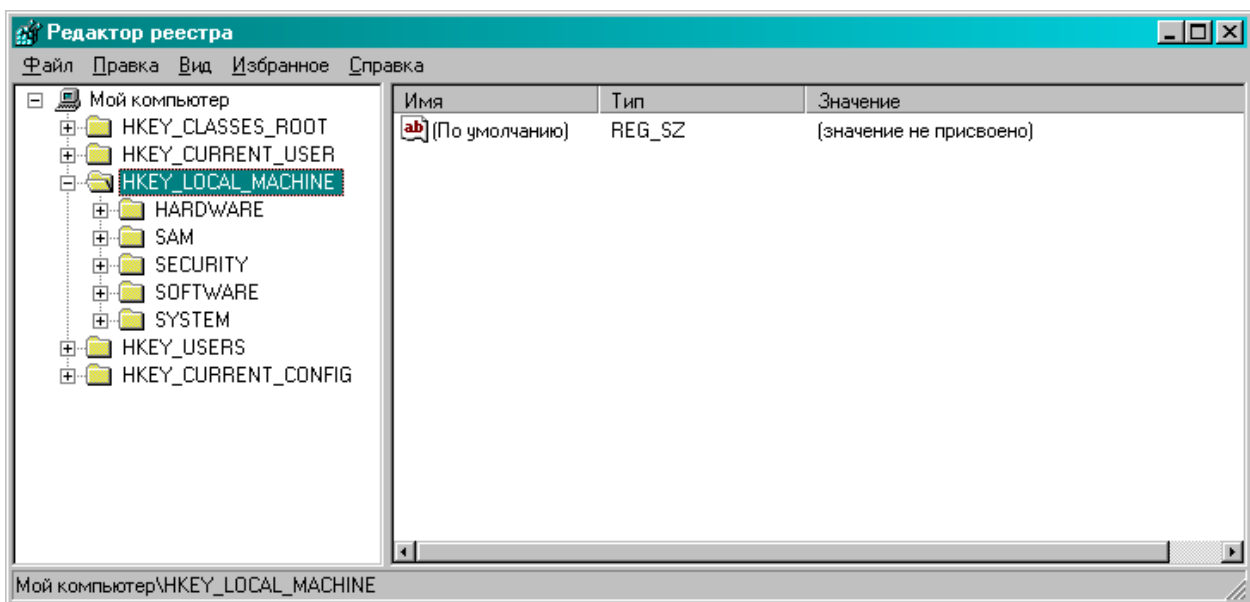 Редактор реестра
Файл Правка Вид Избранное Справка
Мой компьютер
HKEY_CLASSES_ROOT
HKEY_CURRENT_USER
HKEY_LOCAL_MACHINE
HARDWARE
SAM
SECURITY
SOFTWARE
SYSTEM
HKEY_USERS
HKEY_CURRENT_CONFIG
Имя Тип Значение
ab (По умолчанию) REG_SZ (значение не присвоено)
Мой компьютер\HKEY_LOCAL_MACHINE